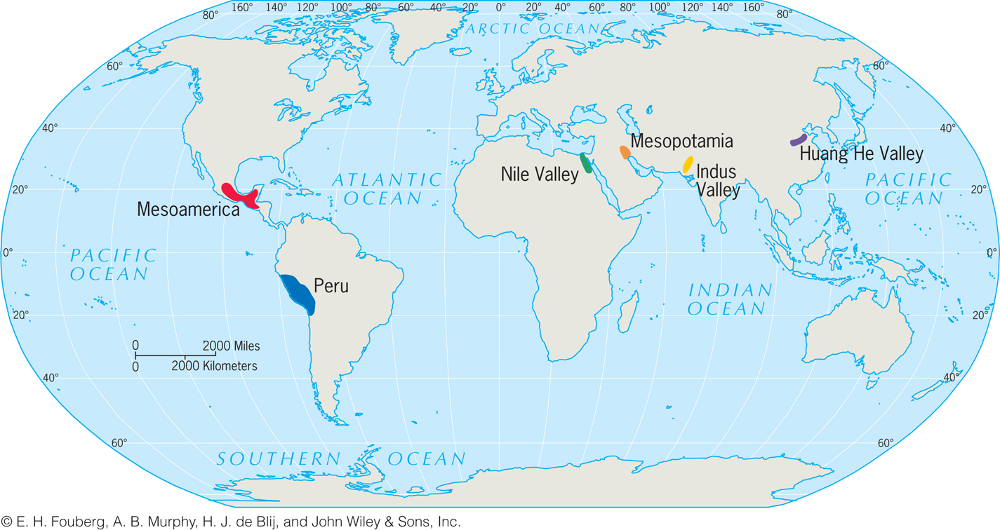 80° 160° 140° 120° 100° 80° 60° 40° 20° 0° 20° 40° 60° 80° 100° 120° 140° 160° 80°
ARCTIC OCEAN
60° 60°
40° 40°
Mesopotamia
Huang He Valley
Nile Valley
Indus
Valley
ATLANTIC
OCEAN
PACIFIC
OCEAN
20° 20°
Mesoamerica
0° 0°
PACIFIC
OCEAN
Peru
INDIAN
OCEAN
20° 20°
0 2000 Miles
0 2000 Kilometers
40° 40°
60° 60°
SOUTHERN OCEAN
© E. H. Fouberg, A. B. Murphy, H. J. de Blij, and John Wiley & Sons, Inc.